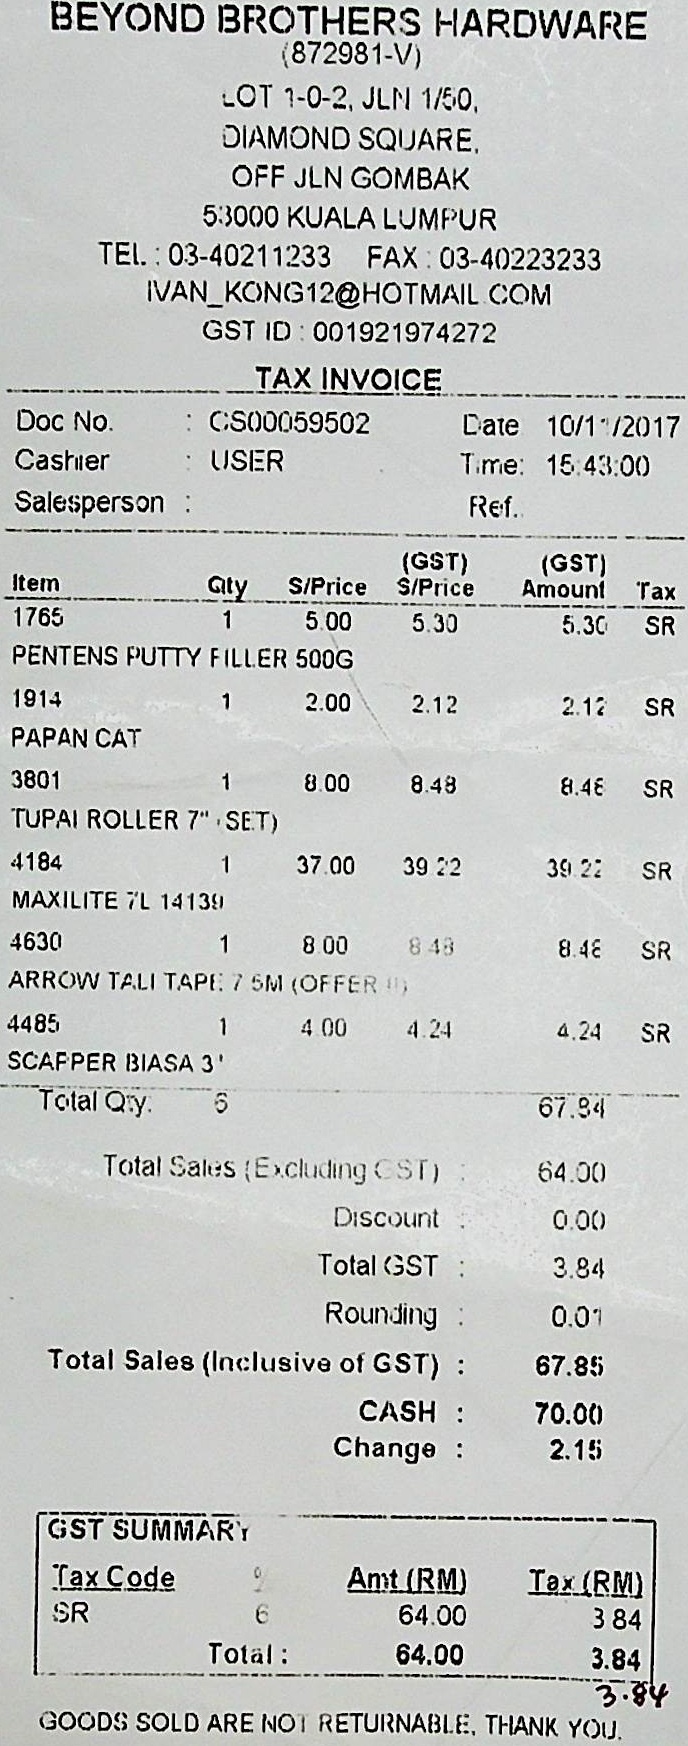 BEYOND BROTHERS HARDWARE
(872981-V)
LOT 1-0-2, JLN 1/50,
DIAMOND SQUARE,
OFF JLN GOMBAK
53000 KUALA LUMPUR
TEL : 03-40211233 FAX : 03-40223233
IVAN_KONG12@HOTMAIL.COM
GST ID : 001921974272
TAX INVOICE
Doc No. : CS00059502 Date 10/11/2017
Cashier : USER Time: 15:43:00
Salesperson : Ref.
(GST) (GST)
Item Qty S/Price S/Price Amount Tax
1765 1 5.00 5.30 5.30 SR
PENTENS PUTTY FILLER 500G
1914 1 2.00 2.12 2.12 SR
PAPAN CAT
3801 1 8.00 8.48 8.48 SR
TUPAI ROLLER 7" (SET)
4184 1 37.00 39.22 39.22 SR
MAXILITE 7L 14139
4630 1 8.00 8.48 8.48 SR
ARROW TALI TAPE 7.5M (OFFER !!)
4485 1 4.00 4.24 4.24 SR
SCAPPER BIASA 3'
Total Qty. 6 67.84
Total Sales (Excluding GST) : 64.00
Discount : 0.00
Total GST : 3.84
Rounding : 0.01
Total Sales (Inclusive of GST) : 67.85
CASH : 70.00
Change : 2.15
GST SUMMARY
Tax Code % Amt (RM) Tax (RM)
SR 6 64.00 3.84
Total : 64.00 3.84
3.84
GOODS SOLD ARE NOT RETURNABLE, THANK YOU.